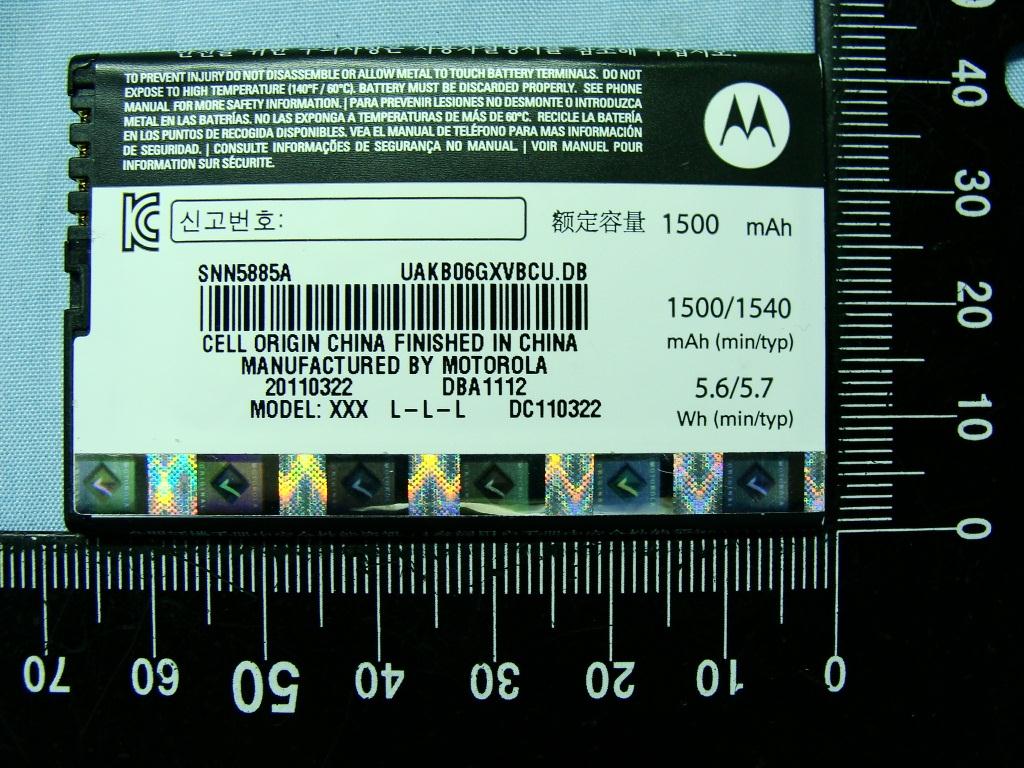 TO PREVENT INJURY DO NOT DISASSEMBLE OR ALLOW METAL TO TOUCH BATTERY TERMINALS. DO NOT
EXPOSE TO HIGH TEMPERATURE (140°F / 60°C). BATTERY MUST BE DISCARDED PROPERLY. SEE PHONE
MANUAL FOR MORE SAFETY INFORMATION. | PARA PREVENIR LESIONES NO DESMONTE O INTRODUZCA
METAL EN LAS BATERÍAS. NO LAS EXPONGA A TEMPERATURAS DE MÁS DE 60°C. RECICLE LA BATERÍA
EN LOS PUNTOS DE RECOGIDA DISPONIBLES. VEA EL MANUAL DE TELÉFONO PARA MAS INFORMACIÓN
DE SEGURIDAD. | CONSULTE INFORMAÇÕES DE SEGURANÇA NO MANUAL. | VOIR MANUEL POUR
INFORMATION SUR SÉCURITE.
신고번호:
额定容量 1500 mAh
SNN5885A UAKB06GXVBCU.DB
1500/1540
mAh (min/typ)
CELL ORIGIN CHINA FINISHED IN CHINA
MANUFACTURED BY MOTOROLA
20110322 DBA1112
5.6/5.7
Wh (min/typ)
MODEL: XXX L-L-L DC110322
40
30
20
10
0
70 60 50 40 30 20 10 0